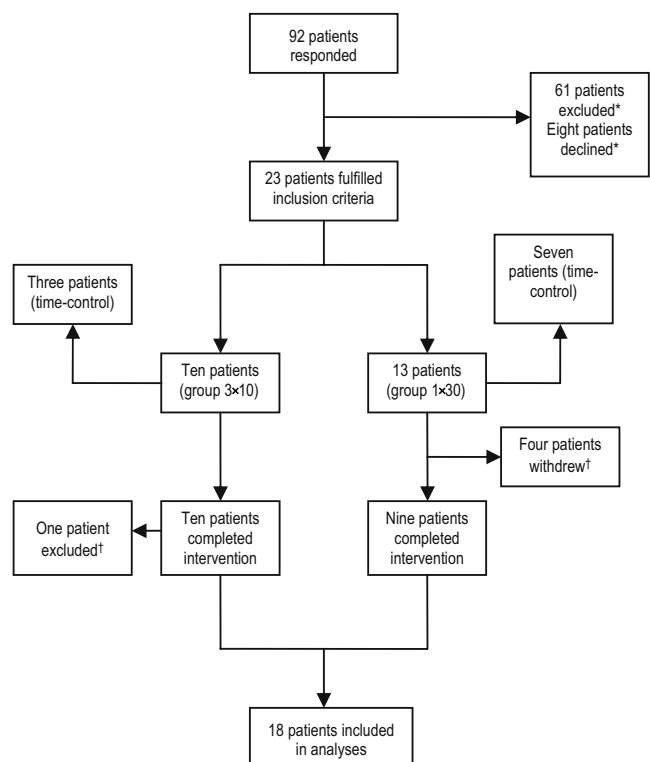 92 patients
responded
61 patients
excluded*
Eight patients
declined*
23 patients fulfilled
inclusion criteria
Three patients
(time-control)
Seven
patients (time-
control)
Ten patients
(group 3×10)
13 patients
(group 1×30)
Four patients
withdrew†
One patient
excluded†
Ten patients
completed
intervention
Nine patients
completed
intervention
18 patients included
in analyses